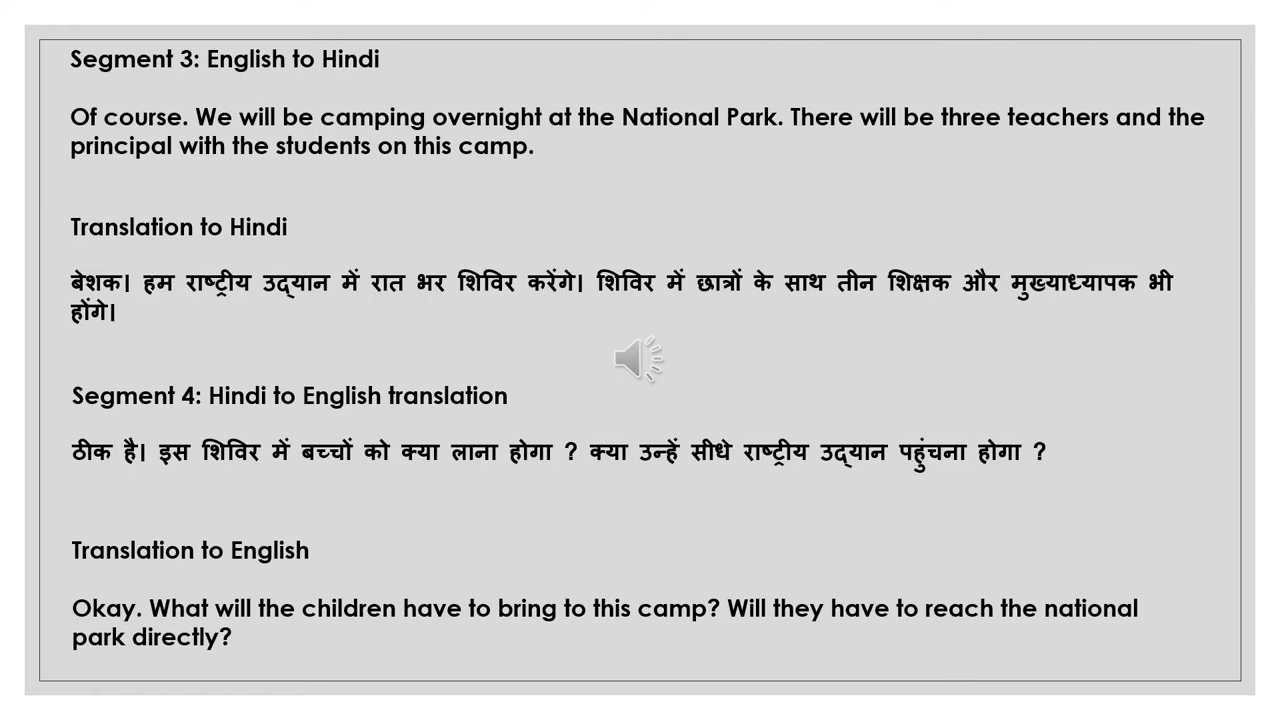 Segment 3: English to Hindi
Of course. We will be camping overnight at the National Park. There will be three teachers and the
principal with the students on this camp.
Translation to Hindi
बेशक। हम राष्ट्रीय उद्यान में रात भर शिविर करेंगे। शिविर में छात्रों के साथ तीन शिक्षक और मुख्याध्यापक भी
होंगे।
Segment 4: Hindi to English translation
ठीक है। इस शिविर में बच्चों को क्या लाना होगा ? क्या उन्हें सीधे राष्ट्रीय उद्यान पहुंचना होगा ?
Translation to English
Okay. What will the children have to bring to this camp? Will they have to reach the national
park directly?